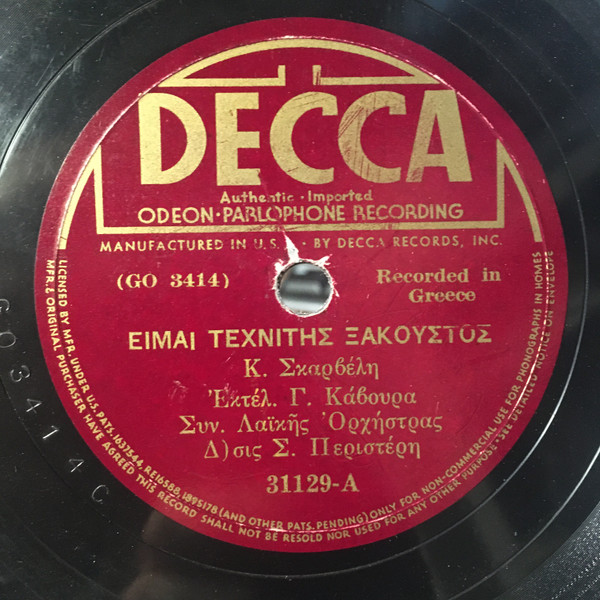 DECCA
Authentic · Imported
ODEON·PARLOPHONE RECORDING
MANUFACTURED IN U.S. · BY DECCA RECORDS, INC.
(GO 3414)
Recorded in
Greece
ΕΙΜΑΙ ΤΕΧΝΙΤΗΣ ΞΑΚΟΥΣΤΟΣ
Κ. Σκαρβέλη
Ἐκτέλ. Γ. Κάβουρα
Συν. Λαϊκῆς Ὀρχήστρας
Δ)σις Σ. Περιστέρη
31129-A
LICENSED BY MFR. UNDER U.S. PATS. 1637544, RE16588, 1895178 (AND OTHER PATS. PENDING) ONLY FOR NON-COMMERCIAL USE FOR PHONOGRAPHS IN HOMES
MFR. & ORIGINAL PURCHASER HAVE AGREED THIS RECORD SHALL NOT BE RESOLD NOR USED FOR ANY OTHER PURPOSE · SEE DETAILED NOTICE ON ENVELOPE
GO3414C